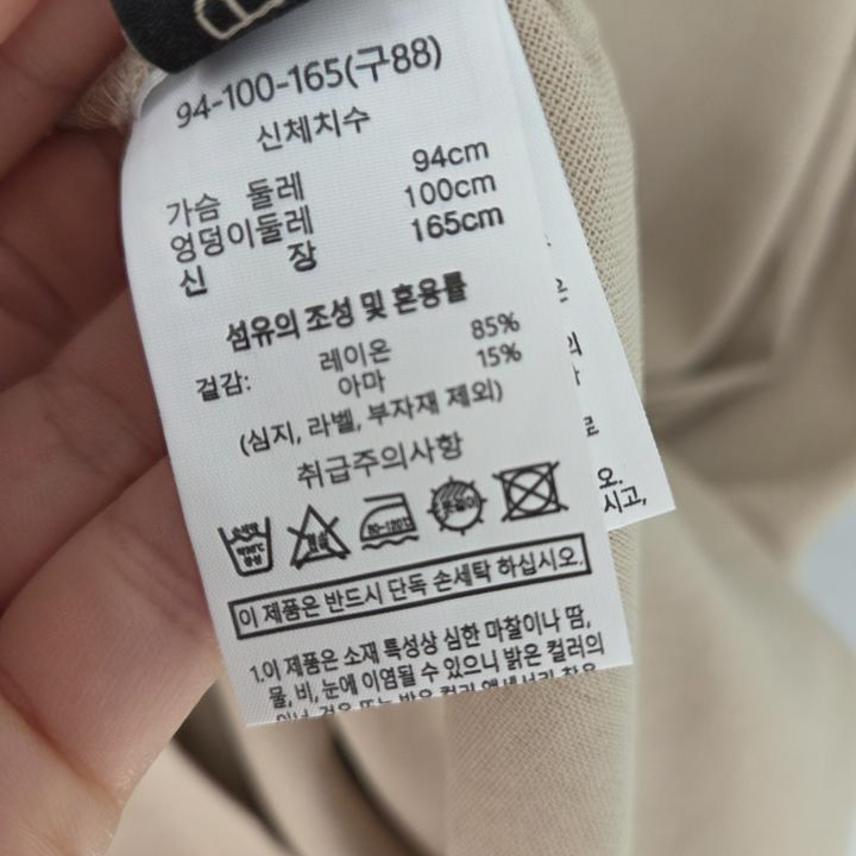 94-100-165(구88)
신체치수
가슴 둘레 94cm
엉덩이둘레 100cm
신 장 165cm
섬유의 조성 및 혼용률
걸감: 레이온 85%
아마 15%
(심지, 라벨, 부자재 제외)
취급주의사항
80~120℃
이 제품은 반드시 단독 손세탁 하십시오.
1.이 제품은 소재 특성상 심한 마찰이나 땀,
물, 비, 눈에 이염될 수 있으니 밝은 컬러의
의
로
오.
시고,